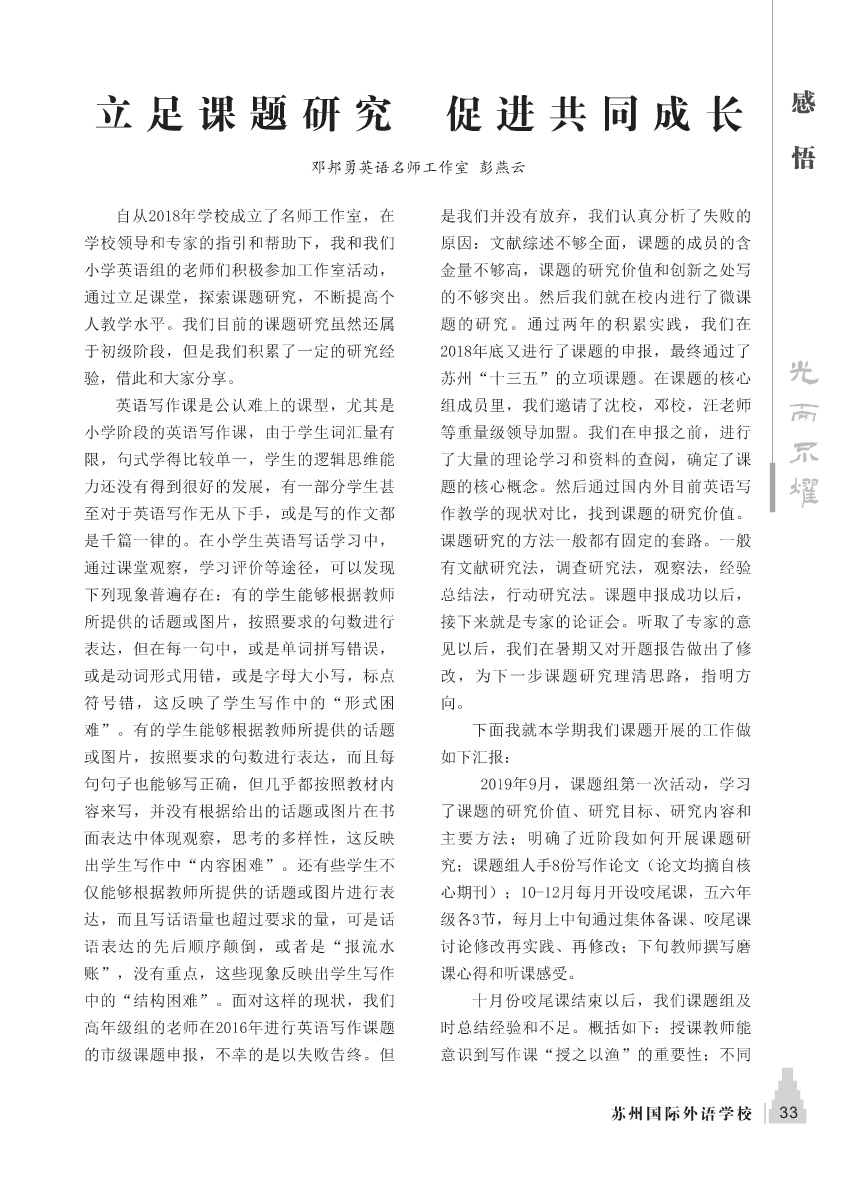 立足课题研究 促进共同成长
邓邦勇英语名师工作室 彭燕云
自从2018年学校成立了名师工作室，在
学校领导和专家的指引和帮助下，我和我们
小学英语组的老师们积极参加工作室活动，
通过立足课堂，探索课题研究，不断提高个
人教学水平。我们目前的课题研究虽然还属
于初级阶段，但是我们积累了一定的研究经
验，借此和大家分享。
英语写作课是公认难上的课型，尤其是
小学阶段的英语写作课，由于学生词汇量有
限，句式学得比较单一，学生的逻辑思维能
力还没有得到很好的发展，有一部分学生甚
至对于英语写作无从下手，或是写的作文都
是千篇一律的。在小学生英语写话学习中，
通过课堂观察，学习评价等途径，可以发现
下列现象普遍存在：有的学生能够根据教师
所提供的话题或图片，按照要求的句数进行
表达，但在每一句中，或是单词拼写错误，
或是动词形式用错，或是字母大小写，标点
符号错，这反映了学生写作中的“形式困
难”。有的学生能够根据教师所提供的话题
或图片，按照要求的句数进行表达，而且每
句句子也能够写正确，但几乎都按照教材内
容来写，并没有根据给出的话题或图片在书
面表达中体现观察，思考的多样性，这反映
出学生写作中“内容困难”。还有些学生不
仅能够根据教师所提供的话题或图片进行表
达，而且写话语量也超过要求的量，可是话
语表达的先后顺序颠倒，或者是“报流水
账”，没有重点，这些现象反映出学生写作
中的“结构困难”。面对这样的现状，我们
高年级组的老师在2016年进行英语写作课题
的市级课题申报，不幸的是以失败告终。但
是我们并没有放弃，我们认真分析了失败的
原因：文献综述不够全面，课题的成员的含
金量不够高，课题的研究价值和创新之处写
的不够突出。然后我们就在校内进行了微课
题的研究。通过两年的积累实践，我们在
2018年底又进行了课题的申报，最终通过了
苏州“十三五”的立项课题。在课题的核心
组成员里，我们邀请了沈校，邓校，汪老师
等重量级领导加盟。我们在申报之前，进行
了大量的理论学习和资料的查阅，确定了课
题的核心概念。然后通过国内外目前英语写
作教学的现状对比，找到课题的研究价值。
课题研究的方法一般都有固定的套路。一般
有文献研究法，调查研究法，观察法，经验
总结法，行动研究法。课题申报成功以后，
接下来就是专家的论证会。听取了专家的意
见以后，我们在暑期又对开题报告做出了修
改，为下一步课题研究理清思路，指明方
向。
下面我就本学期我们课题开展的工作做
如下汇报：
2019年9月，课题组第一次活动，学习
了课题的研究价值、研究目标、研究内容和
主要方法；明确了近阶段如何开展课题研
究；课题组人手8份写作论文（论文均摘自核
心期刊）；10-12月每月开设咬尾课，五六年
级各3节，每月上中旬通过集体备课、咬尾课
讨论修改再实践、再修改；下旬教师撰写磨
课心得和听课感受。
十月份咬尾课结束以后，我们课题组及
时总结经验和不足。概括如下：授课教师能
意识到写作课“授之以渔”的重要性；不同
感悟
光而不耀
苏州国际外语学校 33